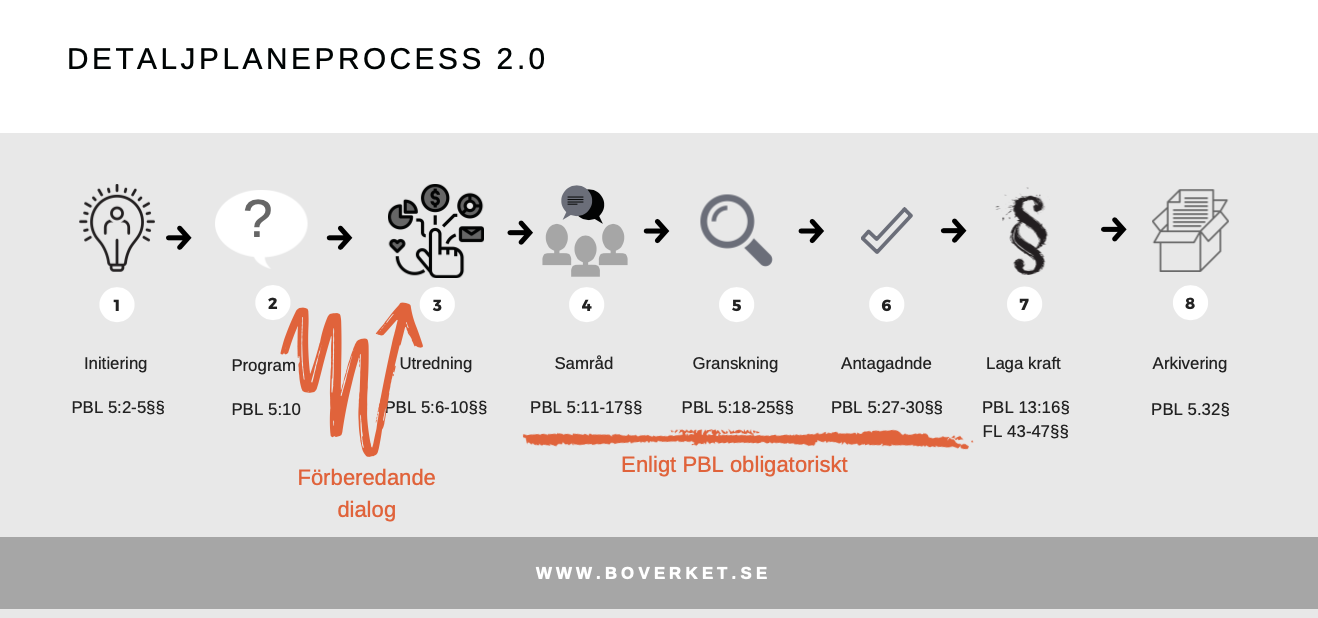 DETALJPLANEPROCESS 2.0
?
$
1
2
3
4
5
6
§
7
8
Initiering
Program
Utredning
Samråd
Granskning
Antagadnde
Laga kraft
Arkivering
PBL 5:2-5§§
PBL 5:10
PBL 5:6-10§§
PBL 5:11-17§§
PBL 5:18-25§§
PBL 5:27-30§§
PBL 13:16§
FL 43-47§§
PBL 5.32§
Förberedande
dialog
Enligt PBL obligatoriskt
WWW.BOVERKET.SE